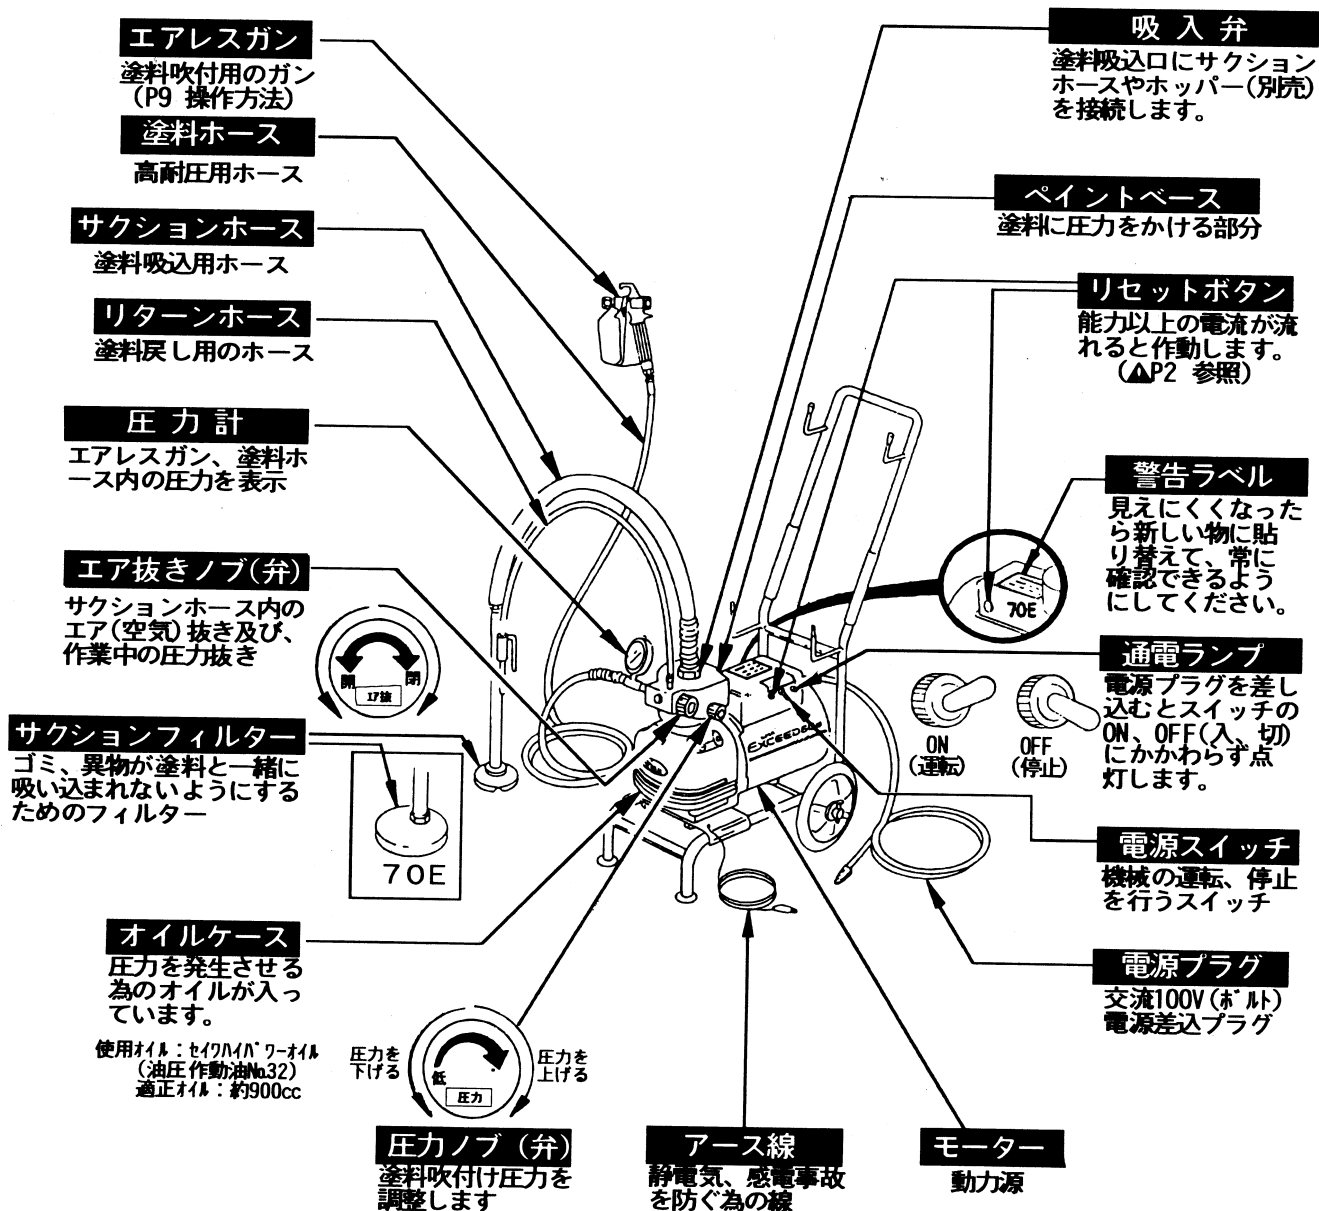 エアレスガン
塗料吹付用のガン
(P9 操作方法)
塗料ホース
高耐圧用ホース
サクションホース
塗料吸込用ホース
リターンホース
塗料戻し用のホース
圧力計
エアレスガン、塗料ホ
ース内の圧力を表示
エア抜きノブ(弁)
サクションホース内の
エア(空気)抜き及び、
作業中の圧力抜き
開
閉
エア抜
サクションフィルター
ゴミ、異物が塗料と一緒に
吸い込まれないようにする
ためのフィルター
70E
オイルケース
圧力を発生させる
為のオイルが入っ
ています。
使用オイル:セイワハイパワーオイル
(油圧作動油No.32)
適正オイル:約900cc
圧力を
下げる
低
圧力
圧力を
上げる
圧力ノブ(弁)
塗料吹付け圧力を
調整します
アース線
静電気、感電事故
を防ぐ為の線
モーター
動力源
吸入弁
塗料吸込口にサクション
ホースやホッパー(別売)
を接続します。
ペイントベース
塗料に圧力をかける部分
リセットボタン
能力以上の電流が流
れると作動します。
(▲P2 参照)
警告ラベル
見えにくくなった
ら新しい物に貼
り替えて、常に
確認できるよう
にしてください。
70E
通電ランプ
電源プラグを差し
込むとスイッチの
ON、OFF(入、切)
にかかわらず点
灯します。
ON
(運転)
OFF
(停止)
EXCEED
電源スイッチ
機械の運転、停止
を行うスイッチ
電源プラグ
交流100V(ボルト)
電源差込プラグ